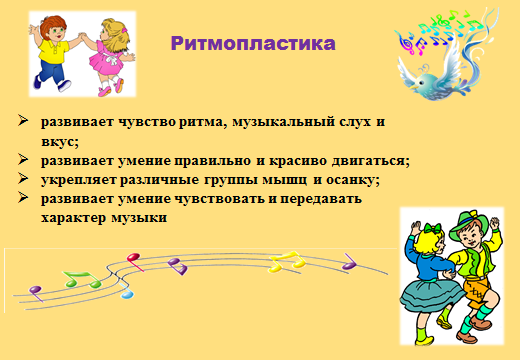 Ритмопластика
➢ развивает чувство ритма, музыкальный слух и
вкус;
➢ развивает умение правильно и красиво двигаться;
➢ укрепляет различные группы мышц и осанку;
➢ развивает умение чувствовать и передавать
характер музыки